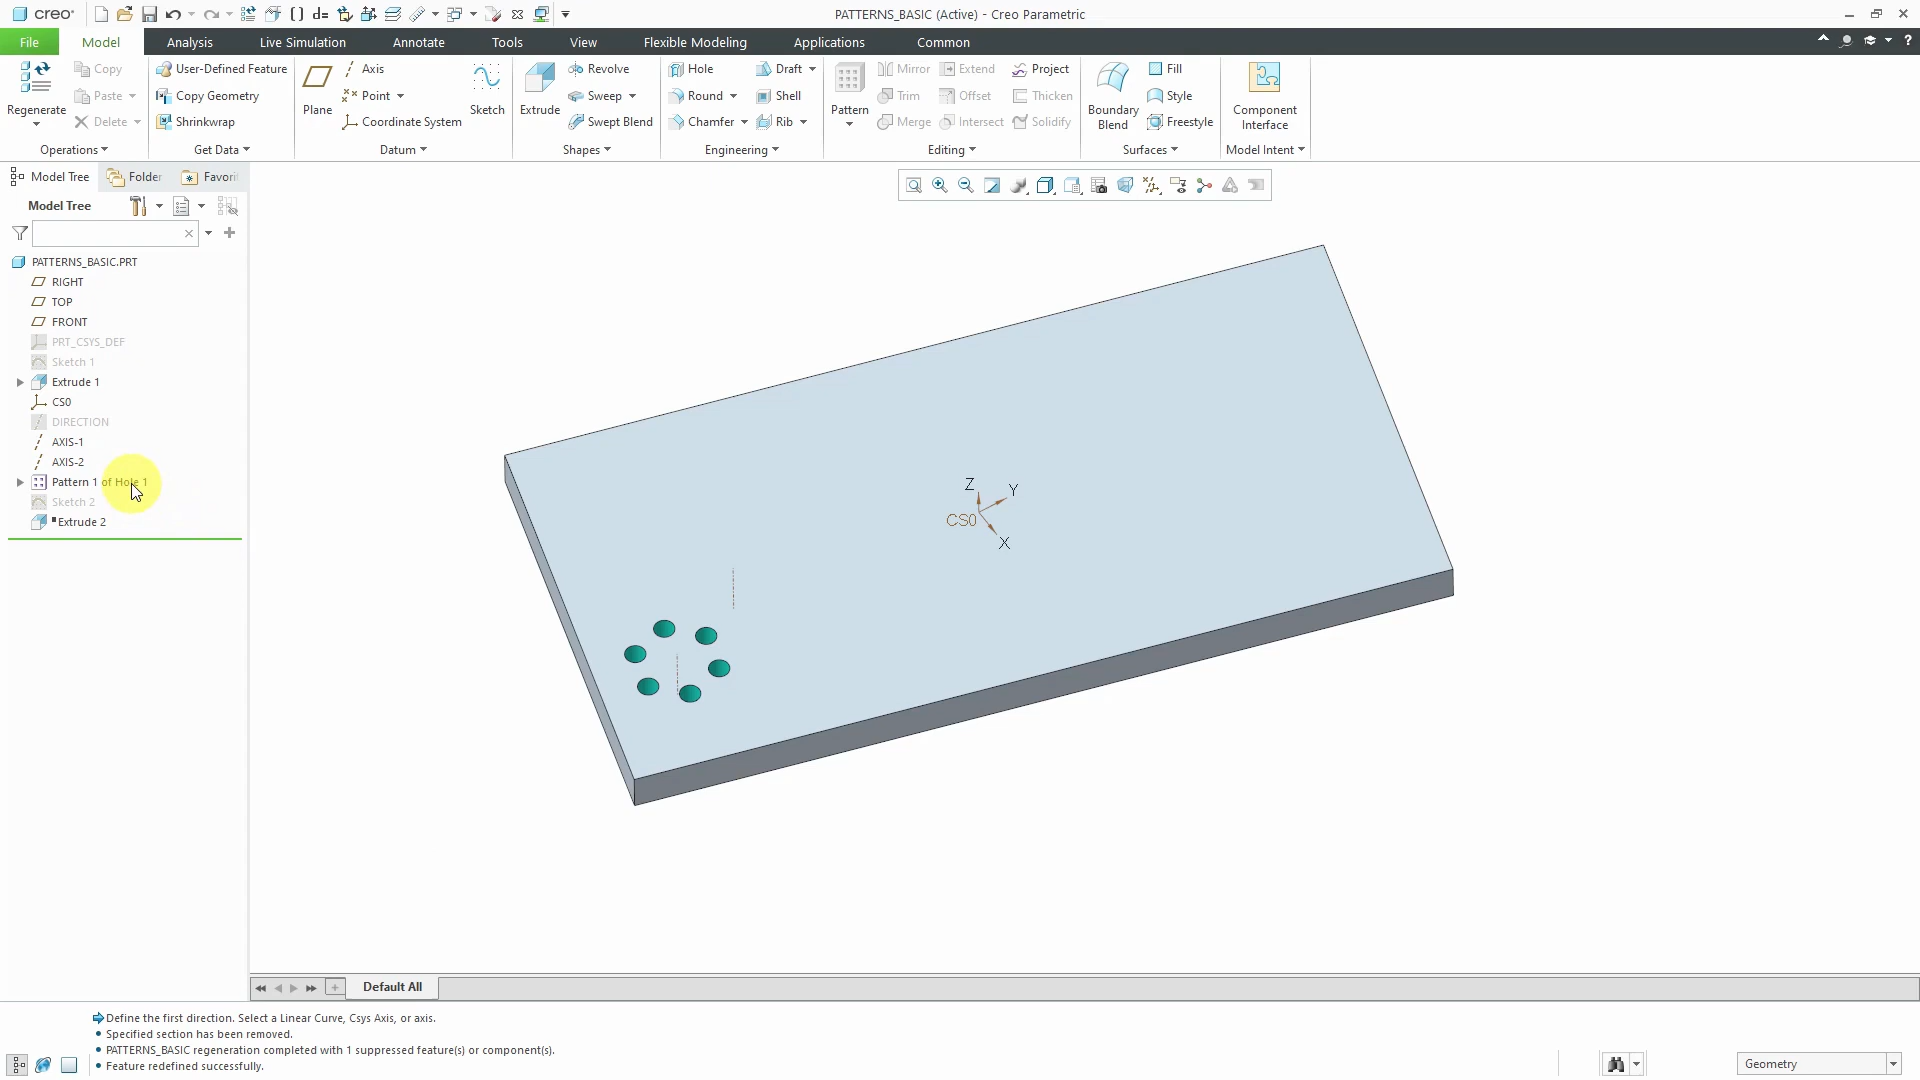 creo
PATTERNS_BASIC (Active) - Creo Parametric
File Model Analysis Live Simulation Annotate Tools View Flexible Modeling Applications Common
Regenerate
Copy
Paste
Delete
Operations
User-Defined Feature
Copy Geometry
Shrinkwrap
Get Data
Plane
Axis
Point
Coordinate System
Sketch
Datum
Extrude
Revolve
Sweep
Swept Blend
Shapes
Hole
Round
Chamfer
Draft
Shell
Rib
Engineering
Pattern
Mirror
Trim
Merge
Extend
Offset
Intersect
Project
Thicken
Solidify
Editing
Boundary
Blend
Fill
Style
Freestyle
Surfaces
Component
Interface
Model Intent
Model Tree Folder Favori
Model Tree
PATTERNS_BASIC.PRT
RIGHT
TOP
FRONT
PRT_CSYS_DEF
Sketch 1
Extrude 1
CS0
DIRECTION
AXIS-1
AXIS-2
Pattern 1 of Hole 1
Sketch 2
Extrude 2
Z
Y
CS0
X
Default All
Define the first direction. Select a Linear Curve, Csys Axis, or axis.
Specified section has been removed.
PATTERNS_BASIC regeneration completed with 1 suppressed feature(s) or component(s).
Feature redefined successfully.
Geometry